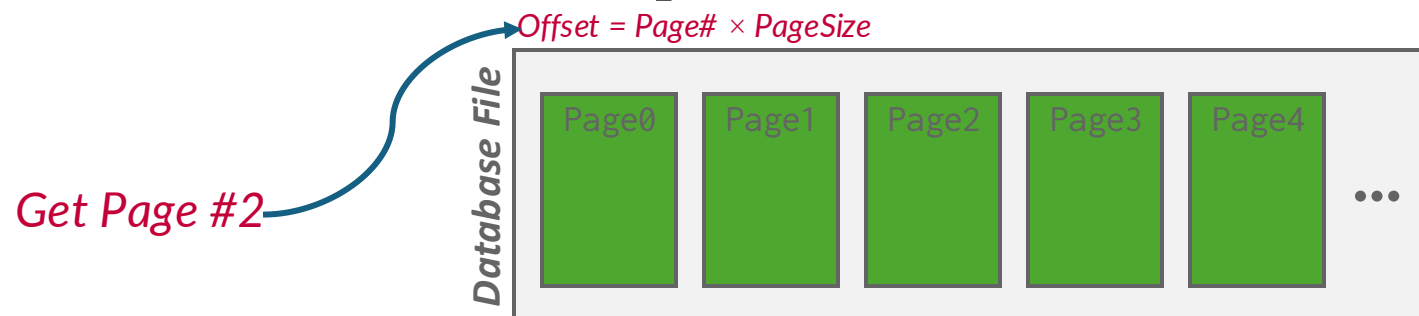 Offset = Page# × PageSize
Database File
Page0 Page1 Page2 Page3 Page4
Get Page #2
...